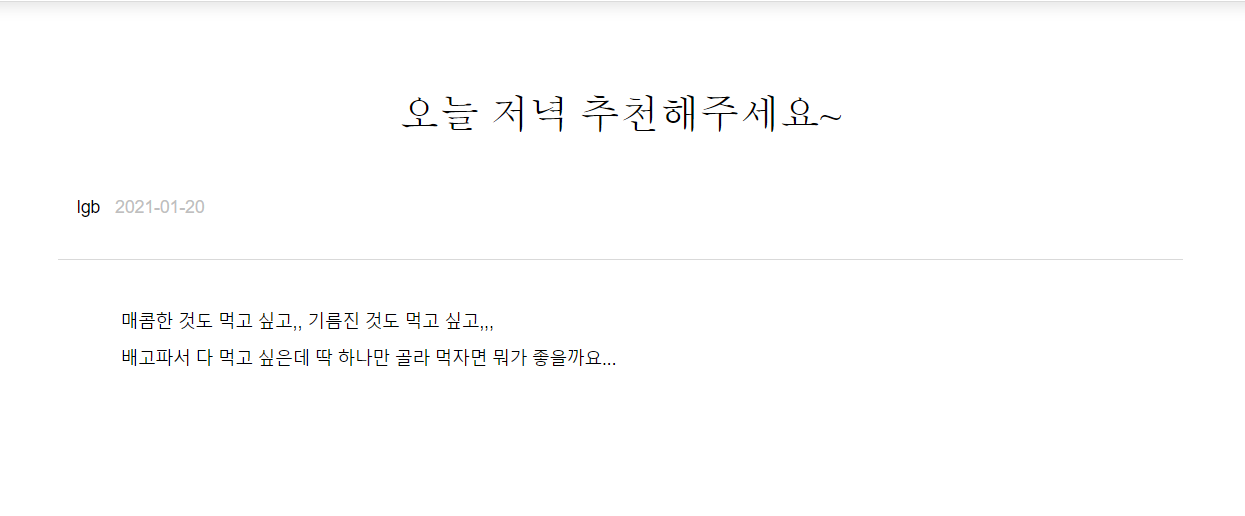 오늘 저녁 추천해주세요~
lgb 2021-01-20
매콤한 것도 먹고 싶고,, 기름진 것도 먹고 싶고,,,
배고파서 다 먹고 싶은데 딱 하나만 골라 먹자면 뭐가 좋을까요...